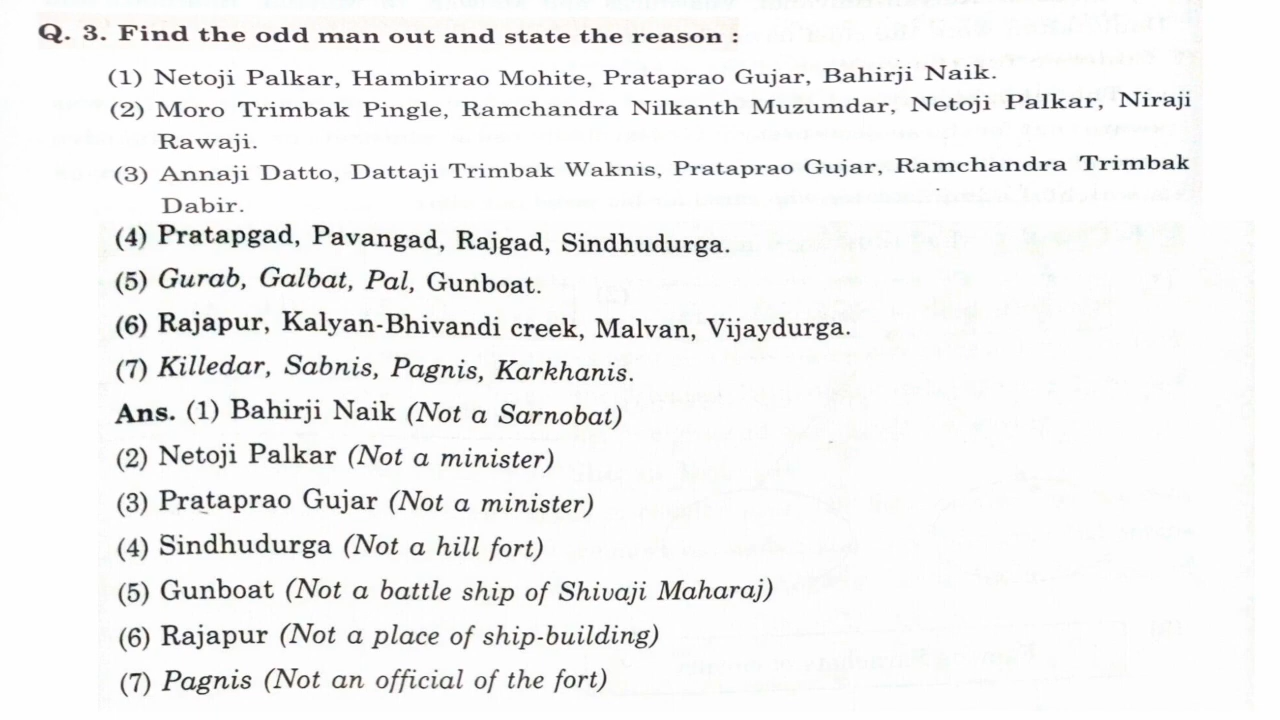 Q. 3. Find the odd man out and state the reason :
(1) Netoji Palkar, Hambirrao Mohite, Prataprao Gujar, Bahirji Naik.
(2) Moro Trimbak Pingle, Ramchandra Nilkanth Muzumdar, Netoji Palkar, Niraji
Rawaji.
(3) Annaji Datto, Dattaji Trimbak Waknis, Prataprao Gujar, Ramchandra Trimbak
Dabir.
(4) Pratapgad, Pavangad, Rajgad, Sindhudurga.
(5) Gurab, Galbat, Pal, Gunboat.
(6) Rajapur, Kalyan-Bhivandi creek, Malvan, Vijaydurga.
(7) Killedar, Sabnis, Pagnis, Karkhanis.
Ans. (1) Bahirji Naik (Not a Sarnobat)
(2) Netoji Palkar (Not a minister)
(3) Prataprao Gujar (Not a minister)
(4) Sindhudurga (Not a hill fort)
(5) Gunboat (Not a battle ship of Shivaji Maharaj)
(6) Rajapur (Not a place of ship-building)
(7) Pagnis (Not an official of the fort)